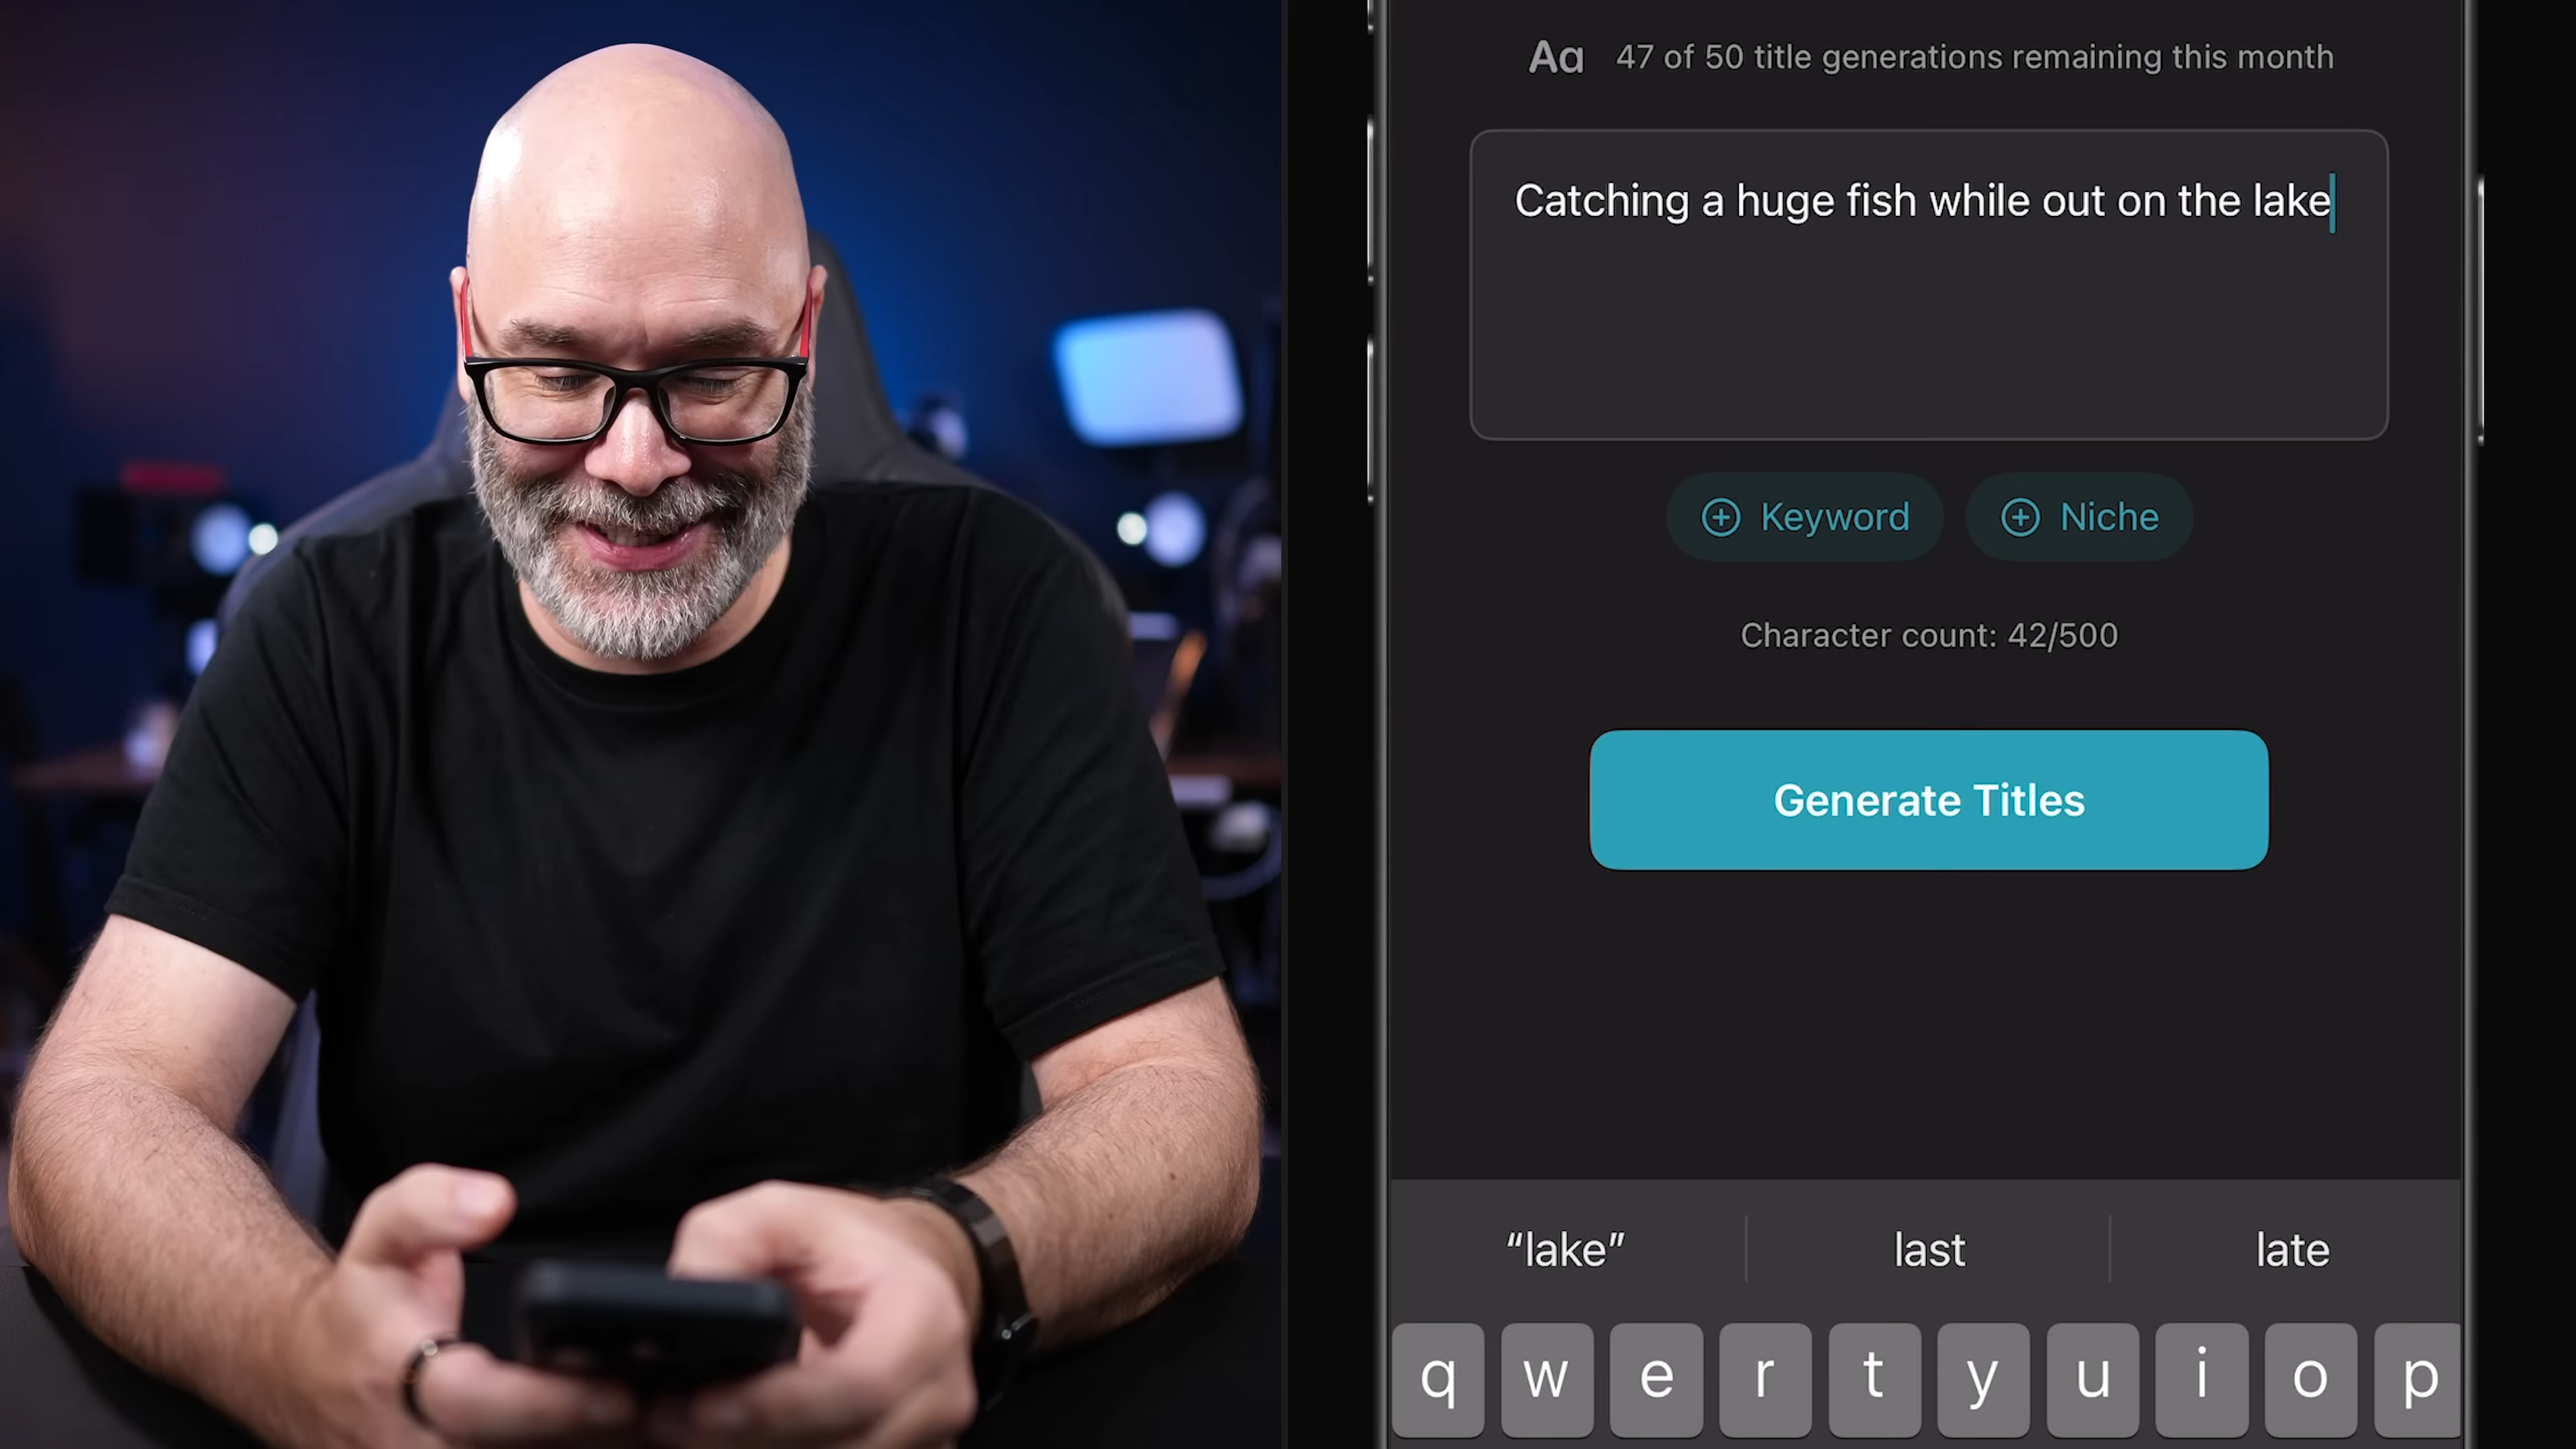 Aa 47 of 50 title generations remaining this month
Catching a huge fish while out on the lake
Keyword Niche
Character count: 42/500
Generate Titles
“lake” last late
q w e r t y u i o p